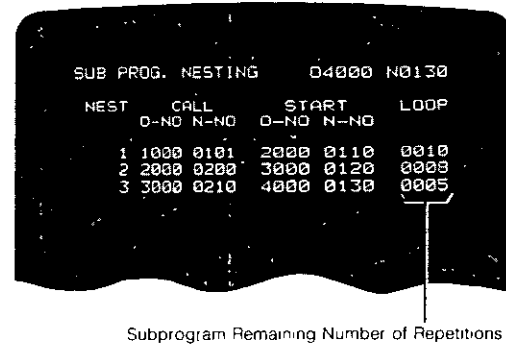 SUB PROG. NESTING O4000 N0130
NEST CALL START LOOP
O-NO N-NO O-NO N-NO
1 1000 0101 2000 0110 0010
2 2000 0200 3000 0120 0008
3 3000 0210 4000 0130 0005
Subprogram Remaining Number of Repetitions